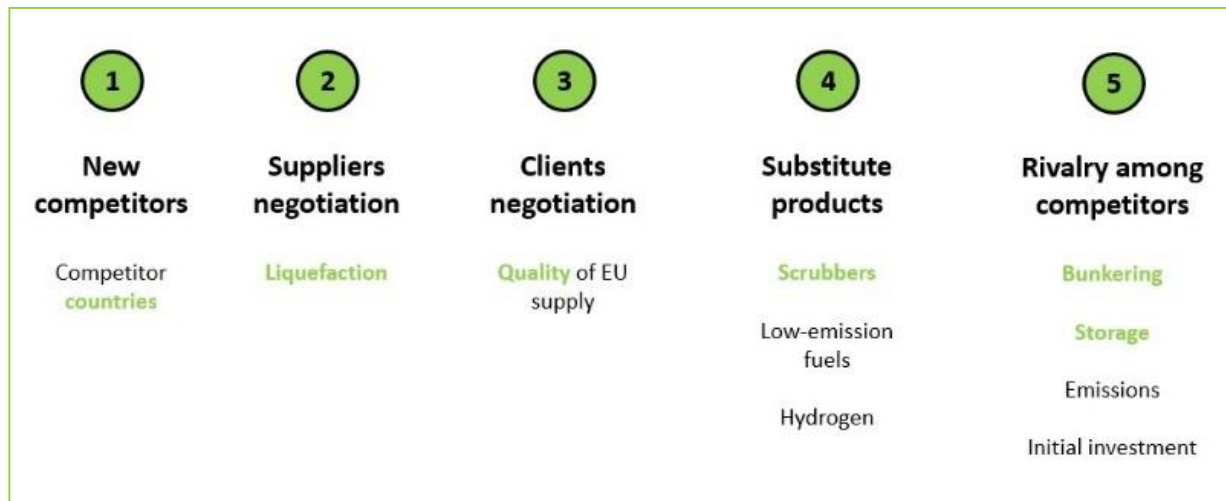 1
New
competitors
Competitor
countries
2
Suppliers
negotiation
Liquefaction
3
Clients
negotiation
Quality of EU
supply
4
Substitute
products
Scrubbers
Low-emission
fuels
Hydrogen
5
Rivalry among
competitors
Bunkering
Storage
Emissions
Initial investment